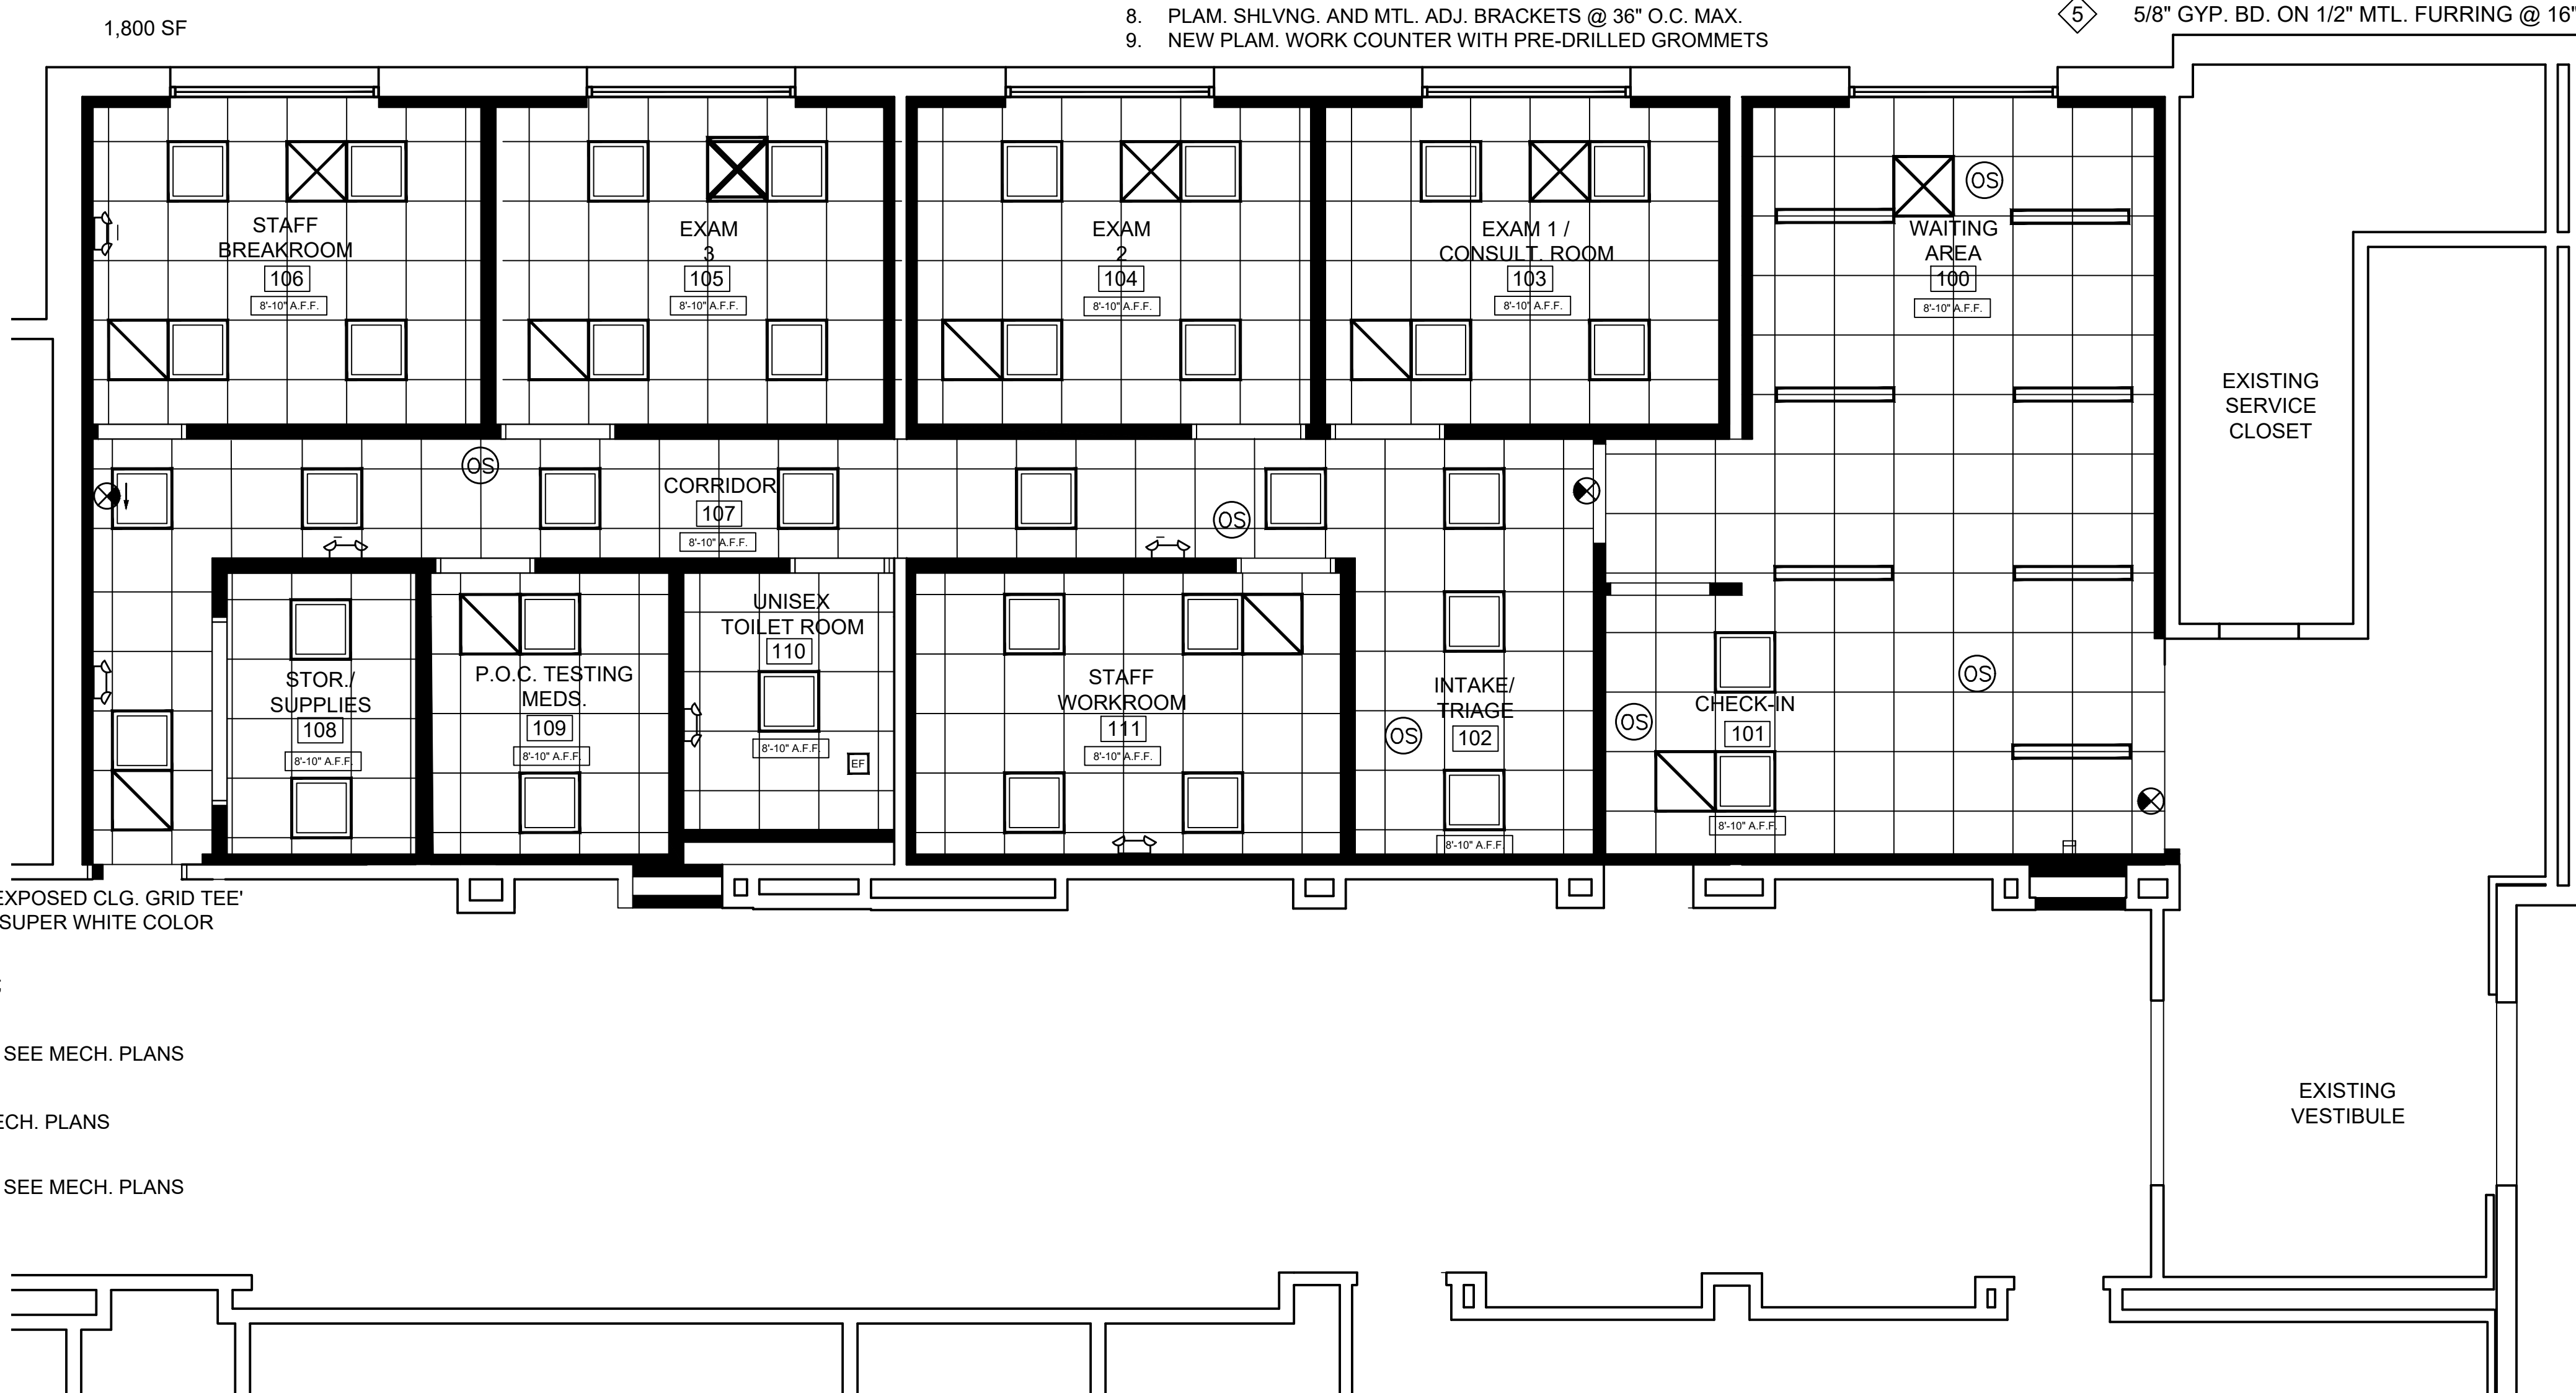 1,800 SF
8. PLAM. SHLVNG. AND MTL. ADJ. BRACKETS @ 36" O.C. MAX.
9. NEW PLAM. WORK COUNTER WITH PRE-DRILLED GROMMETS
5 5/8" GYP. BD. ON 1/2" MTL. FURRING @ 16"
STAFF
BREAKROOM
106
8'-10" A.F.F.
EXAM
3
105
8'-10" A.F.F.
EXAM
2
104
8'-10" A.F.F.
EXAM 1 /
CONSULT. ROOM
103
8'-10" A.F.F.
OS
WAITING
AREA
100
8'-10" A.F.F.
EXISTING
SERVICE
CLOSET
OS
CORRIDOR
107
8'-10" A.F.F.
OS
STOR./
SUPPLIES
108
8'-10" A.F.F.
P.O.C. TESTING
MEDS.
109
8'-10" A.F.F.
UNISEX
TOILET ROOM
110
8'-10" A.F.F.
EF
STAFF
WORKROOM
111
8'-10" A.F.F.
OS
INTAKE/
TRIAGE
102
8'-10" A.F.F.
OS
CHECK-IN
101
8'-10" A.F.F.
OS
EXPOSED CLG. GRID TEE'
SUPER WHITE COLOR
SEE MECH. PLANS
ECH. PLANS
SEE MECH. PLANS
EXISTING
VESTIBULE